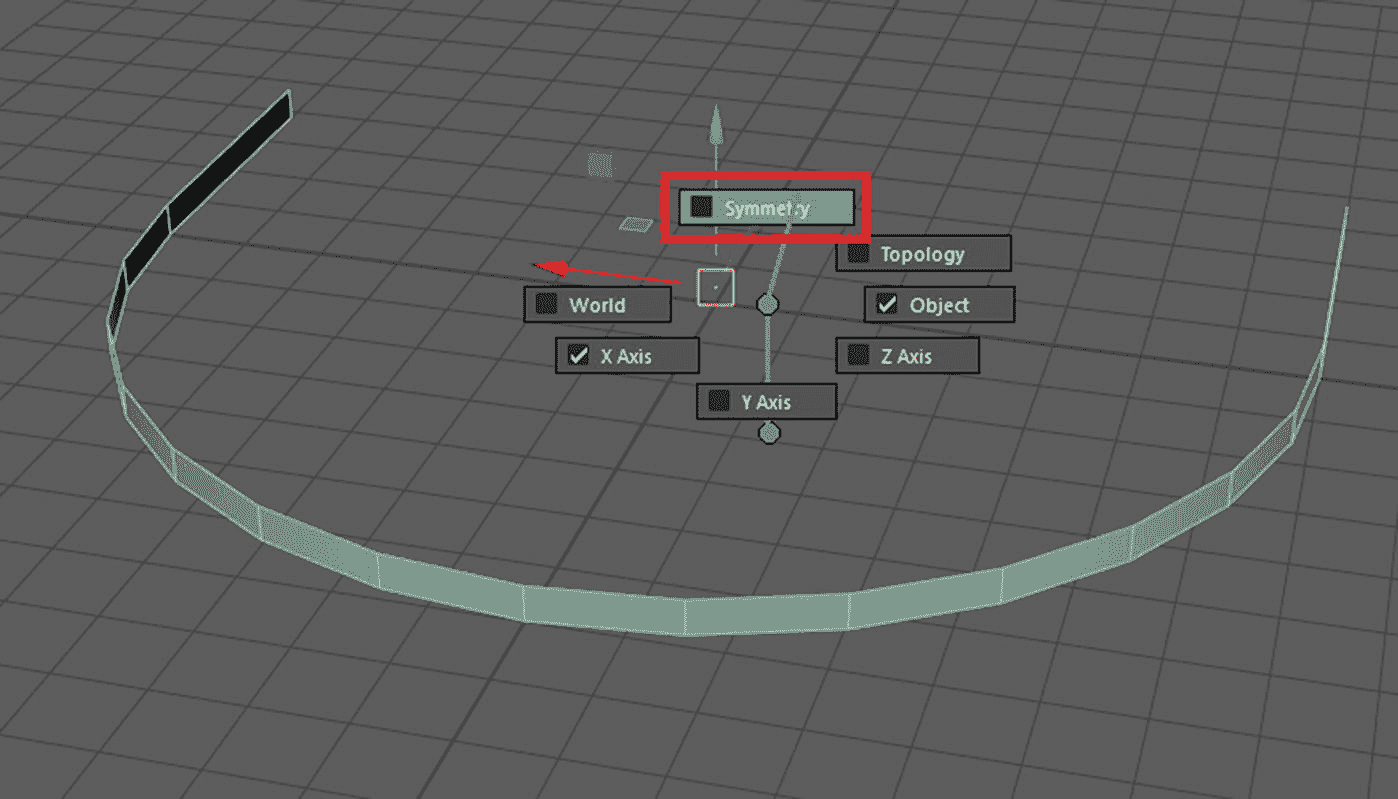 Symmetry
Topology
World
Object
X Axis
Z Axis
Y Axis